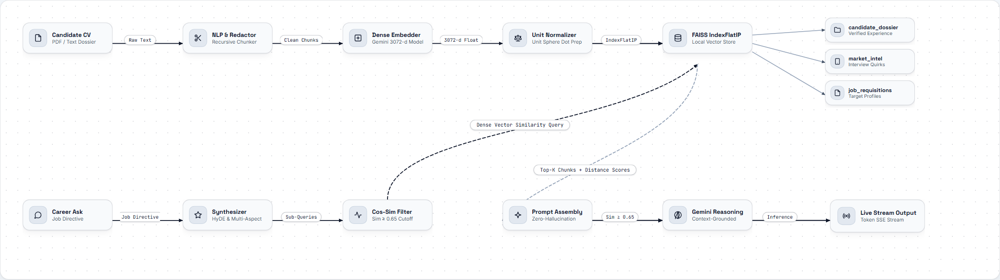 Candidate CV
PDF / Text Dossier
Raw Text
NLP & Redactor
Recursive Chunker
Clean Chunks
Dense Embedder
Gemini 3072-d Model
3072-d Float
Unit Normalizer
Unit Sphere Dot Prep
IndexFlatIP
FAISS IndexFlatIP
Local Vector Store
candidate_dossier
Verified Experience
market_intel
Interview Quirks
job_requisitions
Target Profiles
Dense Vector Similarity Query
Top-K Chunks + Distance Scores
Career Ask
Job Directive
Job Directive
Synthesizer
HyDE & Multi-Aspect
Sub-Queries
Cos-Sim Filter
Sim ≥ 0.65 Cutoff
Prompt Assembly
Zero-Hallucination
Sim ≥ 0.65
Gemini Reasoning
Context-Grounded
Inference
Live Stream Output
Token SSE Stream